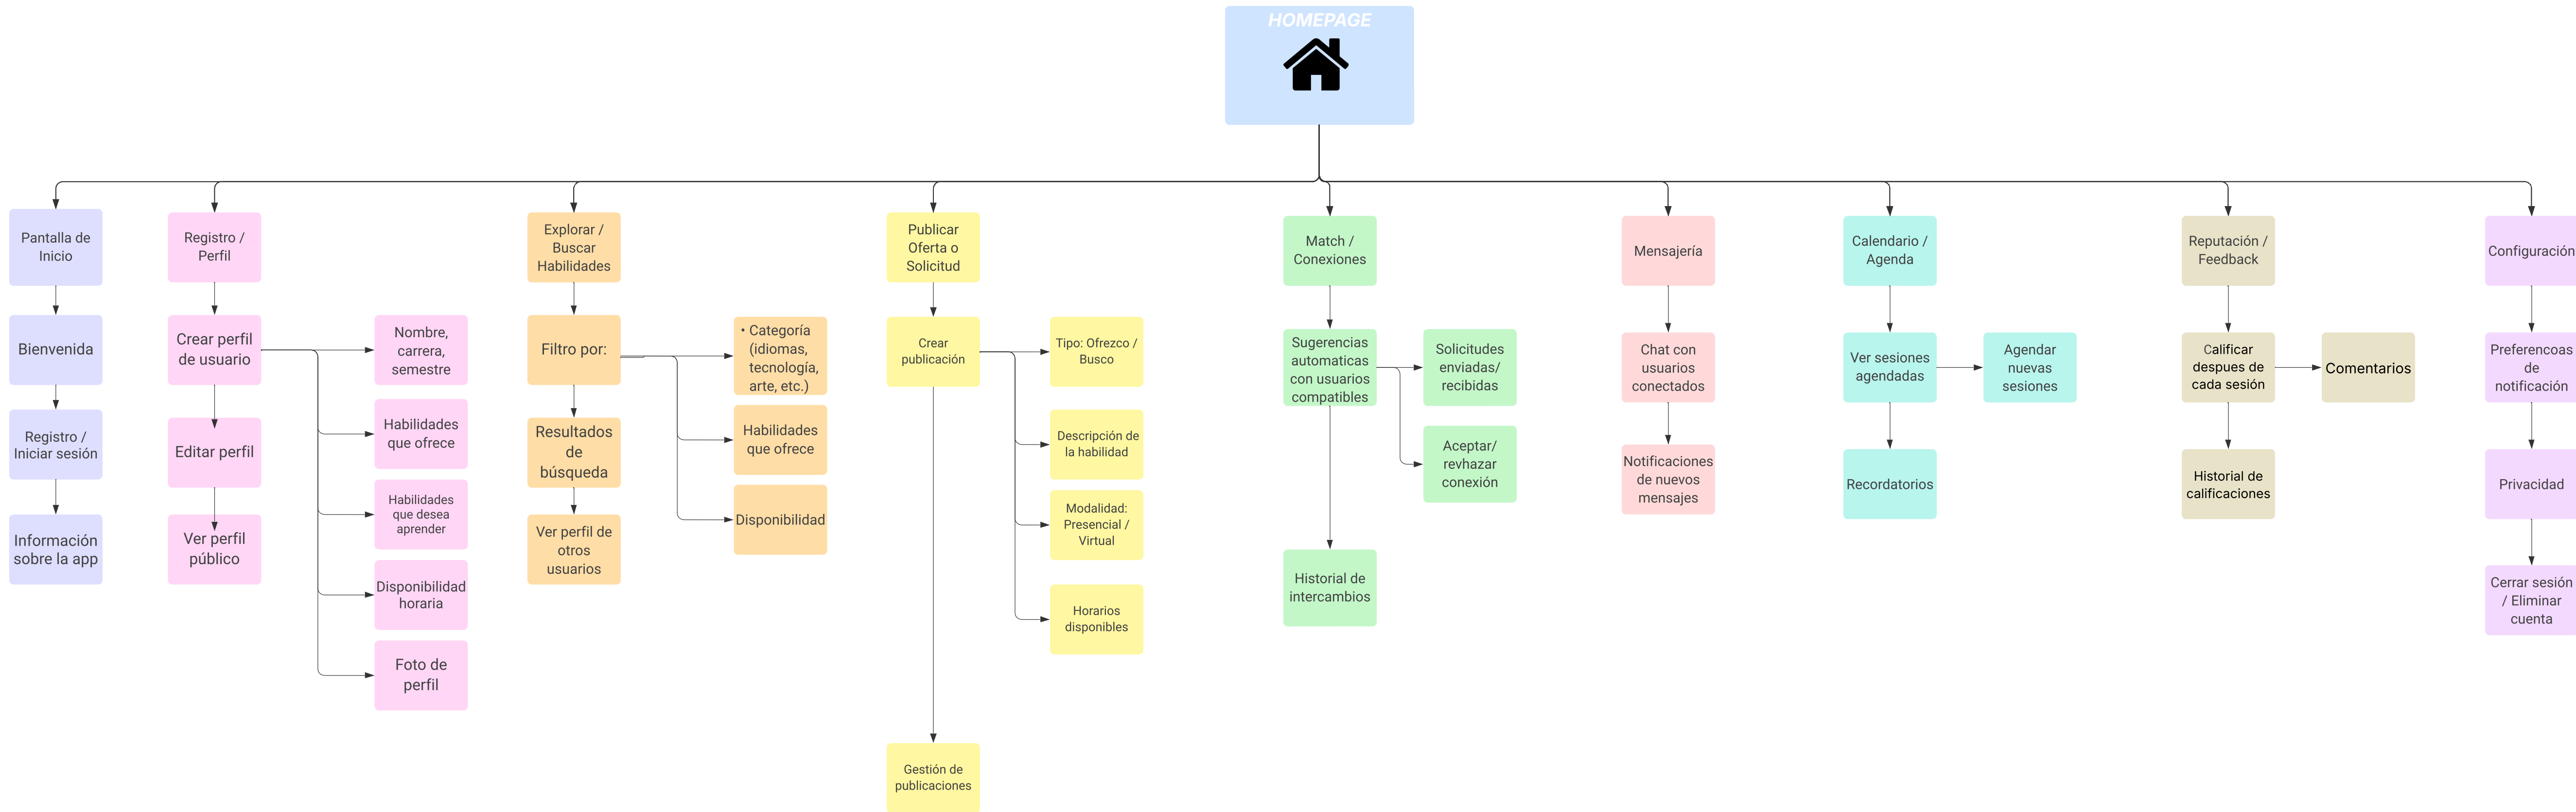 HOMEPAGE
Pantalla de
Inicio
Bienvenida
Registro /
Iniciar sesión
Información
sobre la app
Registro /
Perfil
Crear perfil
de usuario
Editar perfil
Ver perfil
público
Nombre,
carrera,
semestre
Habilidades
que ofrece
Habilidades
que desea
aprender
Disponibilidad
horaria
Foto de
perfil
Explorar /
Buscar
Habilidades
Filtro por:
Resultados
de
búsqueda
Ver perfil de
otros
usuarios
• Categoría
(idiomas,
tecnología,
arte, etc.)
Habilidades
que ofrece
Disponibilidad
Publicar
Oferta o
Solicitud
Crear
publicación
Gestión de
publicaciones
Tipo: Ofrezco /
Busco
Descripción de
la habilidad
Modalidad:
Presencial /
Virtual
Horarios
disponibles
Match /
Conexiones
Sugerencias
automaticas
con usuarios
compatibles
Historial de
intercambios
Solicitudes
enviadas/
recibidas
Aceptar/
revhazar
conexión
Mensajería
Chat con
usuarios
conectados
Notificaciones
de nuevos
mensajes
Calendario /
Agenda
Ver sesiones
agendadas
Recordatorios
Agendar
nuevas
sesiones
Reputación /
Feedback
Calificar
despues de
cada sesión
Historial de
calificaciones
Comentarios
Configuración
Preferencoas
de
notificación
Privacidad
Cerrar sesión
/ Eliminar
cuenta